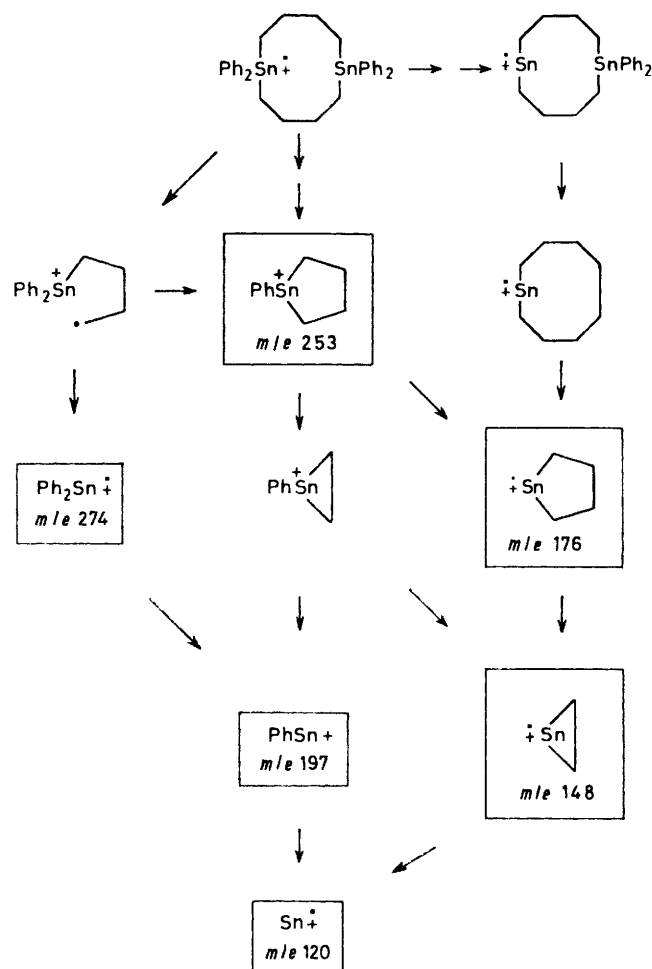 Ph₂Sn+• SnPh₂ +•Sn SnPh₂
Ph₂Sn+ PhSn+ +•Sn
m/e 253
Ph₂Sn+• PhSn+ +•Sn
m/e 274 m/e 176
PhSn+ +•Sn
m/e 197 m/e 148
Sn+•
m/e 120